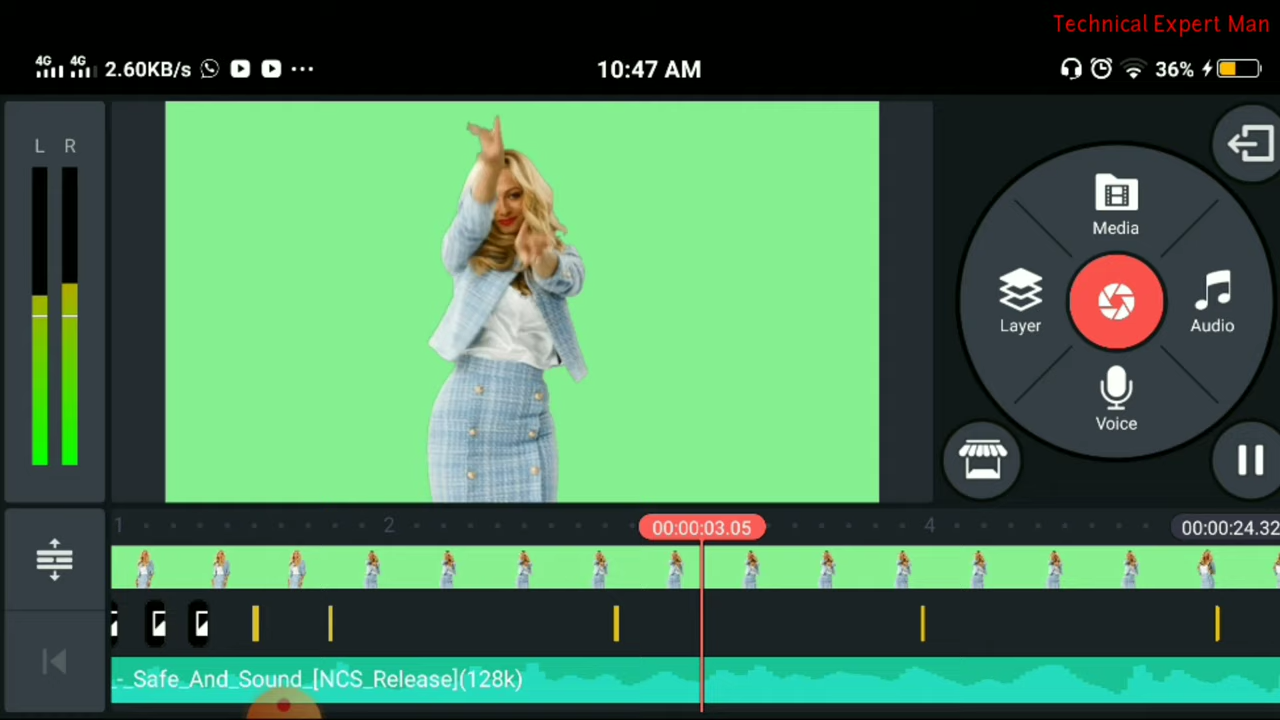 Technical Expert Man
4G 4G 2.60KB/s 10:47 AM 36%
L R
Media
Layer
Audio
Voice
1 2 00:00:03.05 4 00:00:24.32
_-_Safe_And_Sound_[NCS_Release](128k)